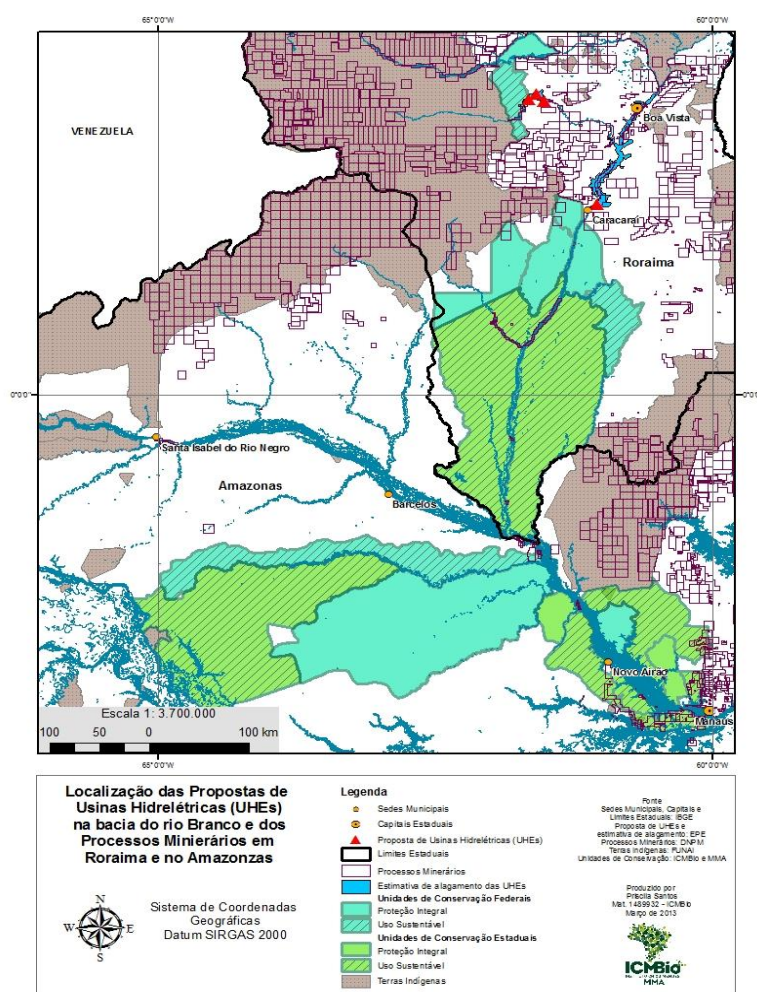 65°0'0"W
60°0'0"W
VENEZUELA
Boa Vista
Caracaraí
Roraima
0°0'0"
0°0'0"
Santa Isabel do Rio Negro
Amazonas
Barcelos
Novo Airão
Manaus
Escala 1: 3.700.000
100 50 0 100 km
65°0'0"W
60°0'0"W
Localização das Propostas de
Usinas Hidrelétricas (UHEs)
na bacia do rio Branco e dos
Processos Minierários em
Roraima e no Amazonzas
N
W E
S
Sistema de Coordenadas
Geográficas
Datum SIRGAS 2000
Legenda
Sedes Municipais
Capitais Estaduais
Proposta de Usinas Hidrelétricas (UHEs)
Limites Estaduais
Processos Minerários
Estimativa de alagamento das UHEs
Unidades de Conservação Federais
Proteção Integral
Uso Sustentável
Unidades de Conservação Estaduais
Proteção Integral
Uso Sustentável
Terras Indígenas
Fonte
Sedes Municipais, Capitais e
Limites Estaduais: IBGE
Proposta de UHEs e
estimativa de alagamento: EPE
Processos Minerários: DNPM
Terras Indígenas: FUNAI
Unidades de Conservação: ICMBio e MMA
Produzido por
Priscila Santos
Mat. 1489932 - ICMBio
Março de 2013
ICMBio
MMA